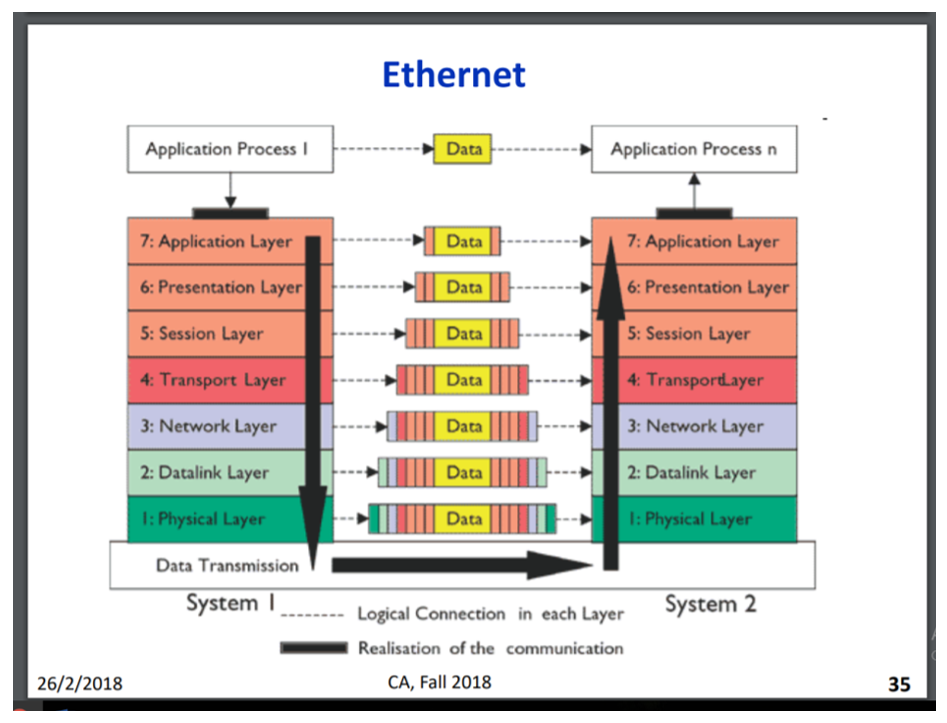 Ethernet
Application Process 1 Data Application Process n
7: Application Layer Data 7: Application Layer
6: Presentation Layer Data 6: Presentation Layer
5: Session Layer Data 5: Session Layer
4: Transport Layer Data 4: TransportLayer
3: Network Layer Data 3: Network Layer
2: Datalink Layer Data 2: Datalink Layer
1: Physical Layer Data 1: Physical Layer
Data Transmission
System 1 System 2
Logical Connection in each Layer
Realisation of the communication
26/2/2018 CA, Fall 2018 35